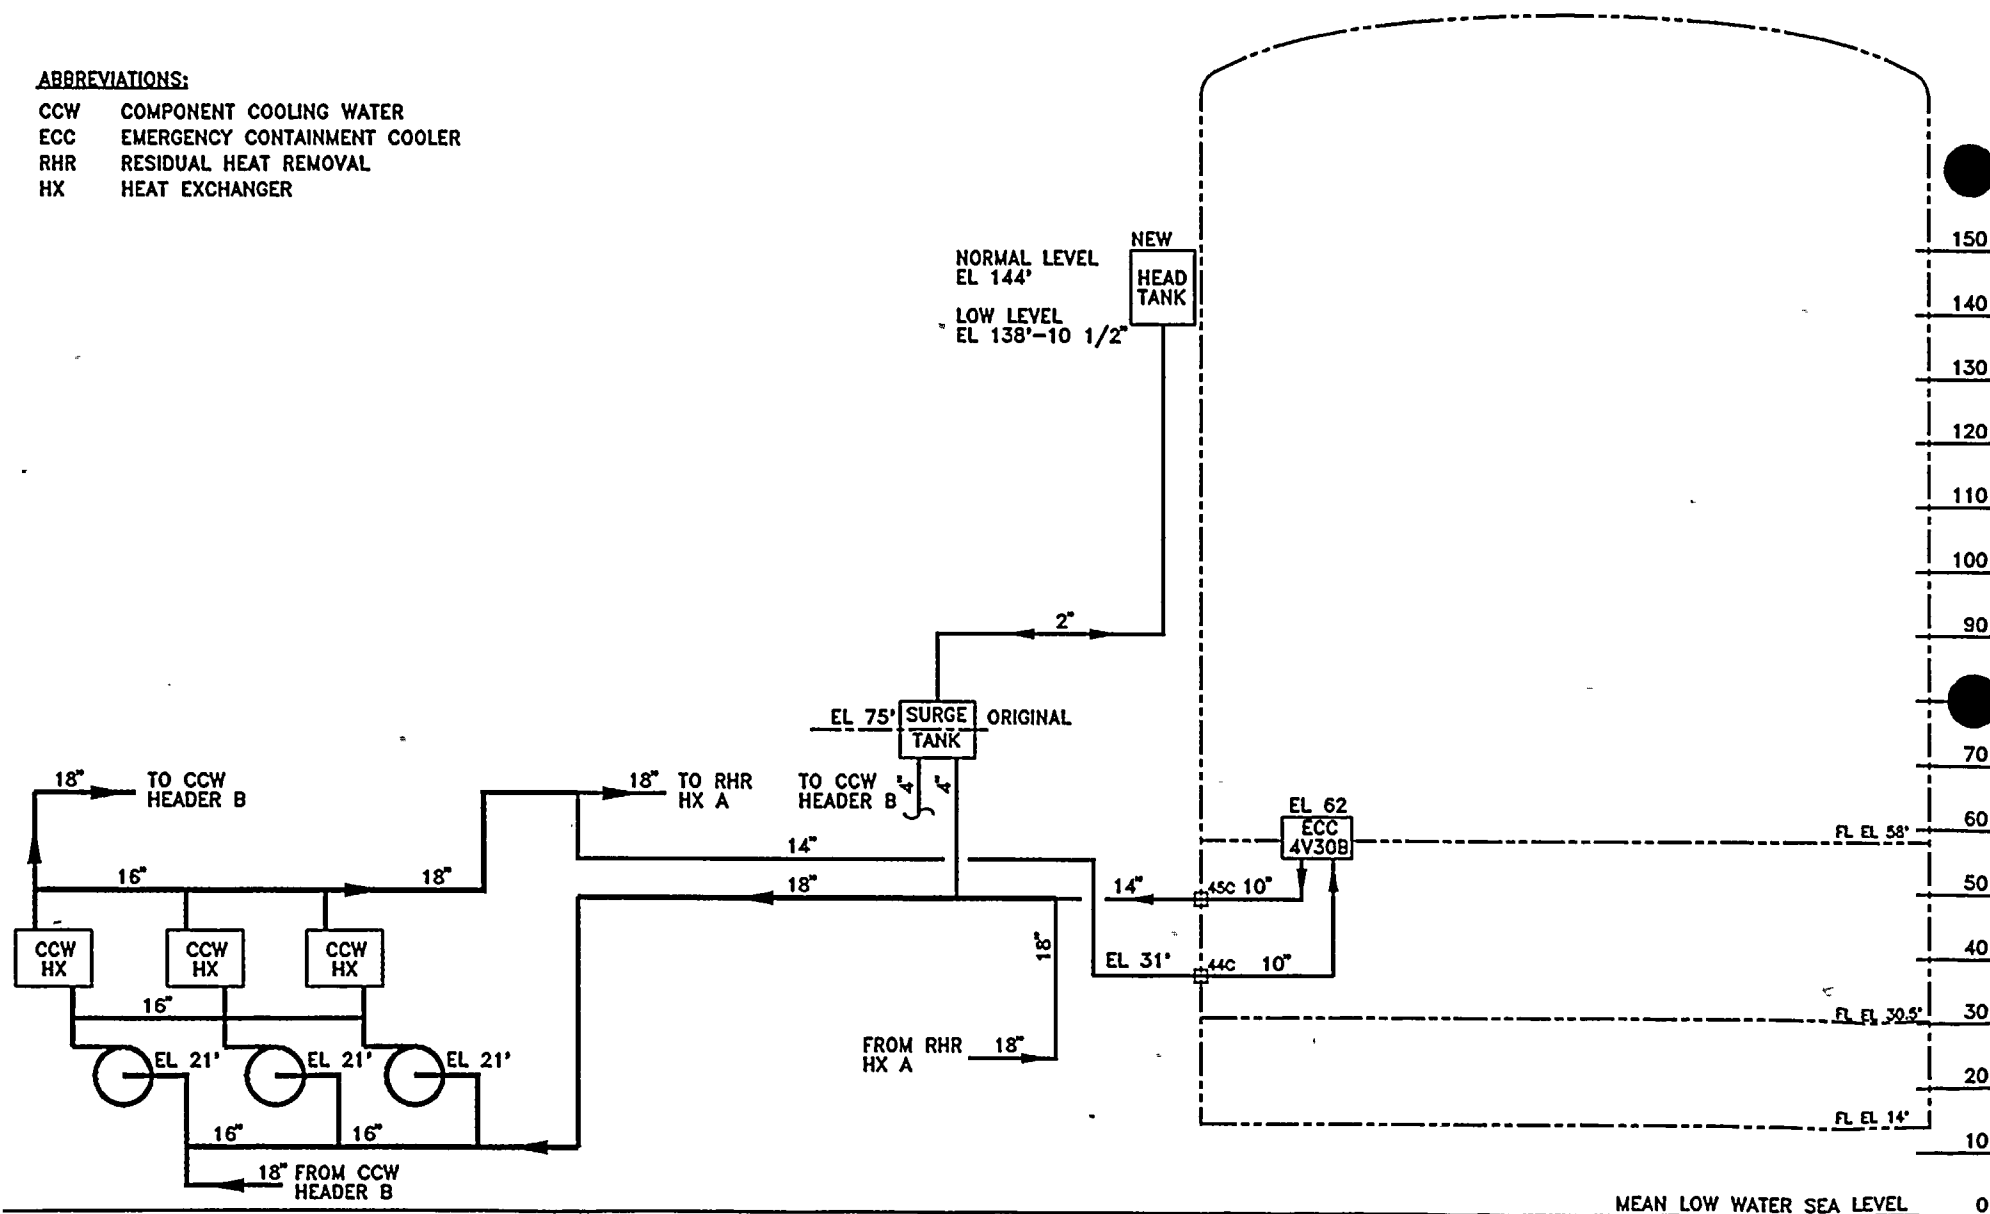 ABBREVIATIONS:
CCW COMPONENT COOLING WATER
ECC EMERGENCY CONTAINMENT COOLER
RHR RESIDUAL HEAT REMOVAL
HX HEAT EXCHANGER
NEW
HEAD
TANK
NORMAL LEVEL
EL 144'
LOW LEVEL
EL 138'-10 1/2"
150
140
130
120
110
100
90
70
60
50
40
30
20
10
0
2"
EL 75'
SURGE
TANK
ORIGINAL
18"
TO CCW
HEADER B
18"
TO RHR
HX A
TO CCW
HEADER B
4"
4"
EL 62
ECC
4V30B
FL EL 58'
14"
16"
18"
18"
14"
45C 10"
CCW
HX
CCW
HX
CCW
HX
18"
EL 31'
44C 10"
16"
FL EL 30.5'
EL 21'
EL 21'
EL 21'
FROM RHR
HX A
18"
FL EL 14'
16"
16"
18" FROM CCW
HEADER B
MEAN LOW WATER SEA LEVEL